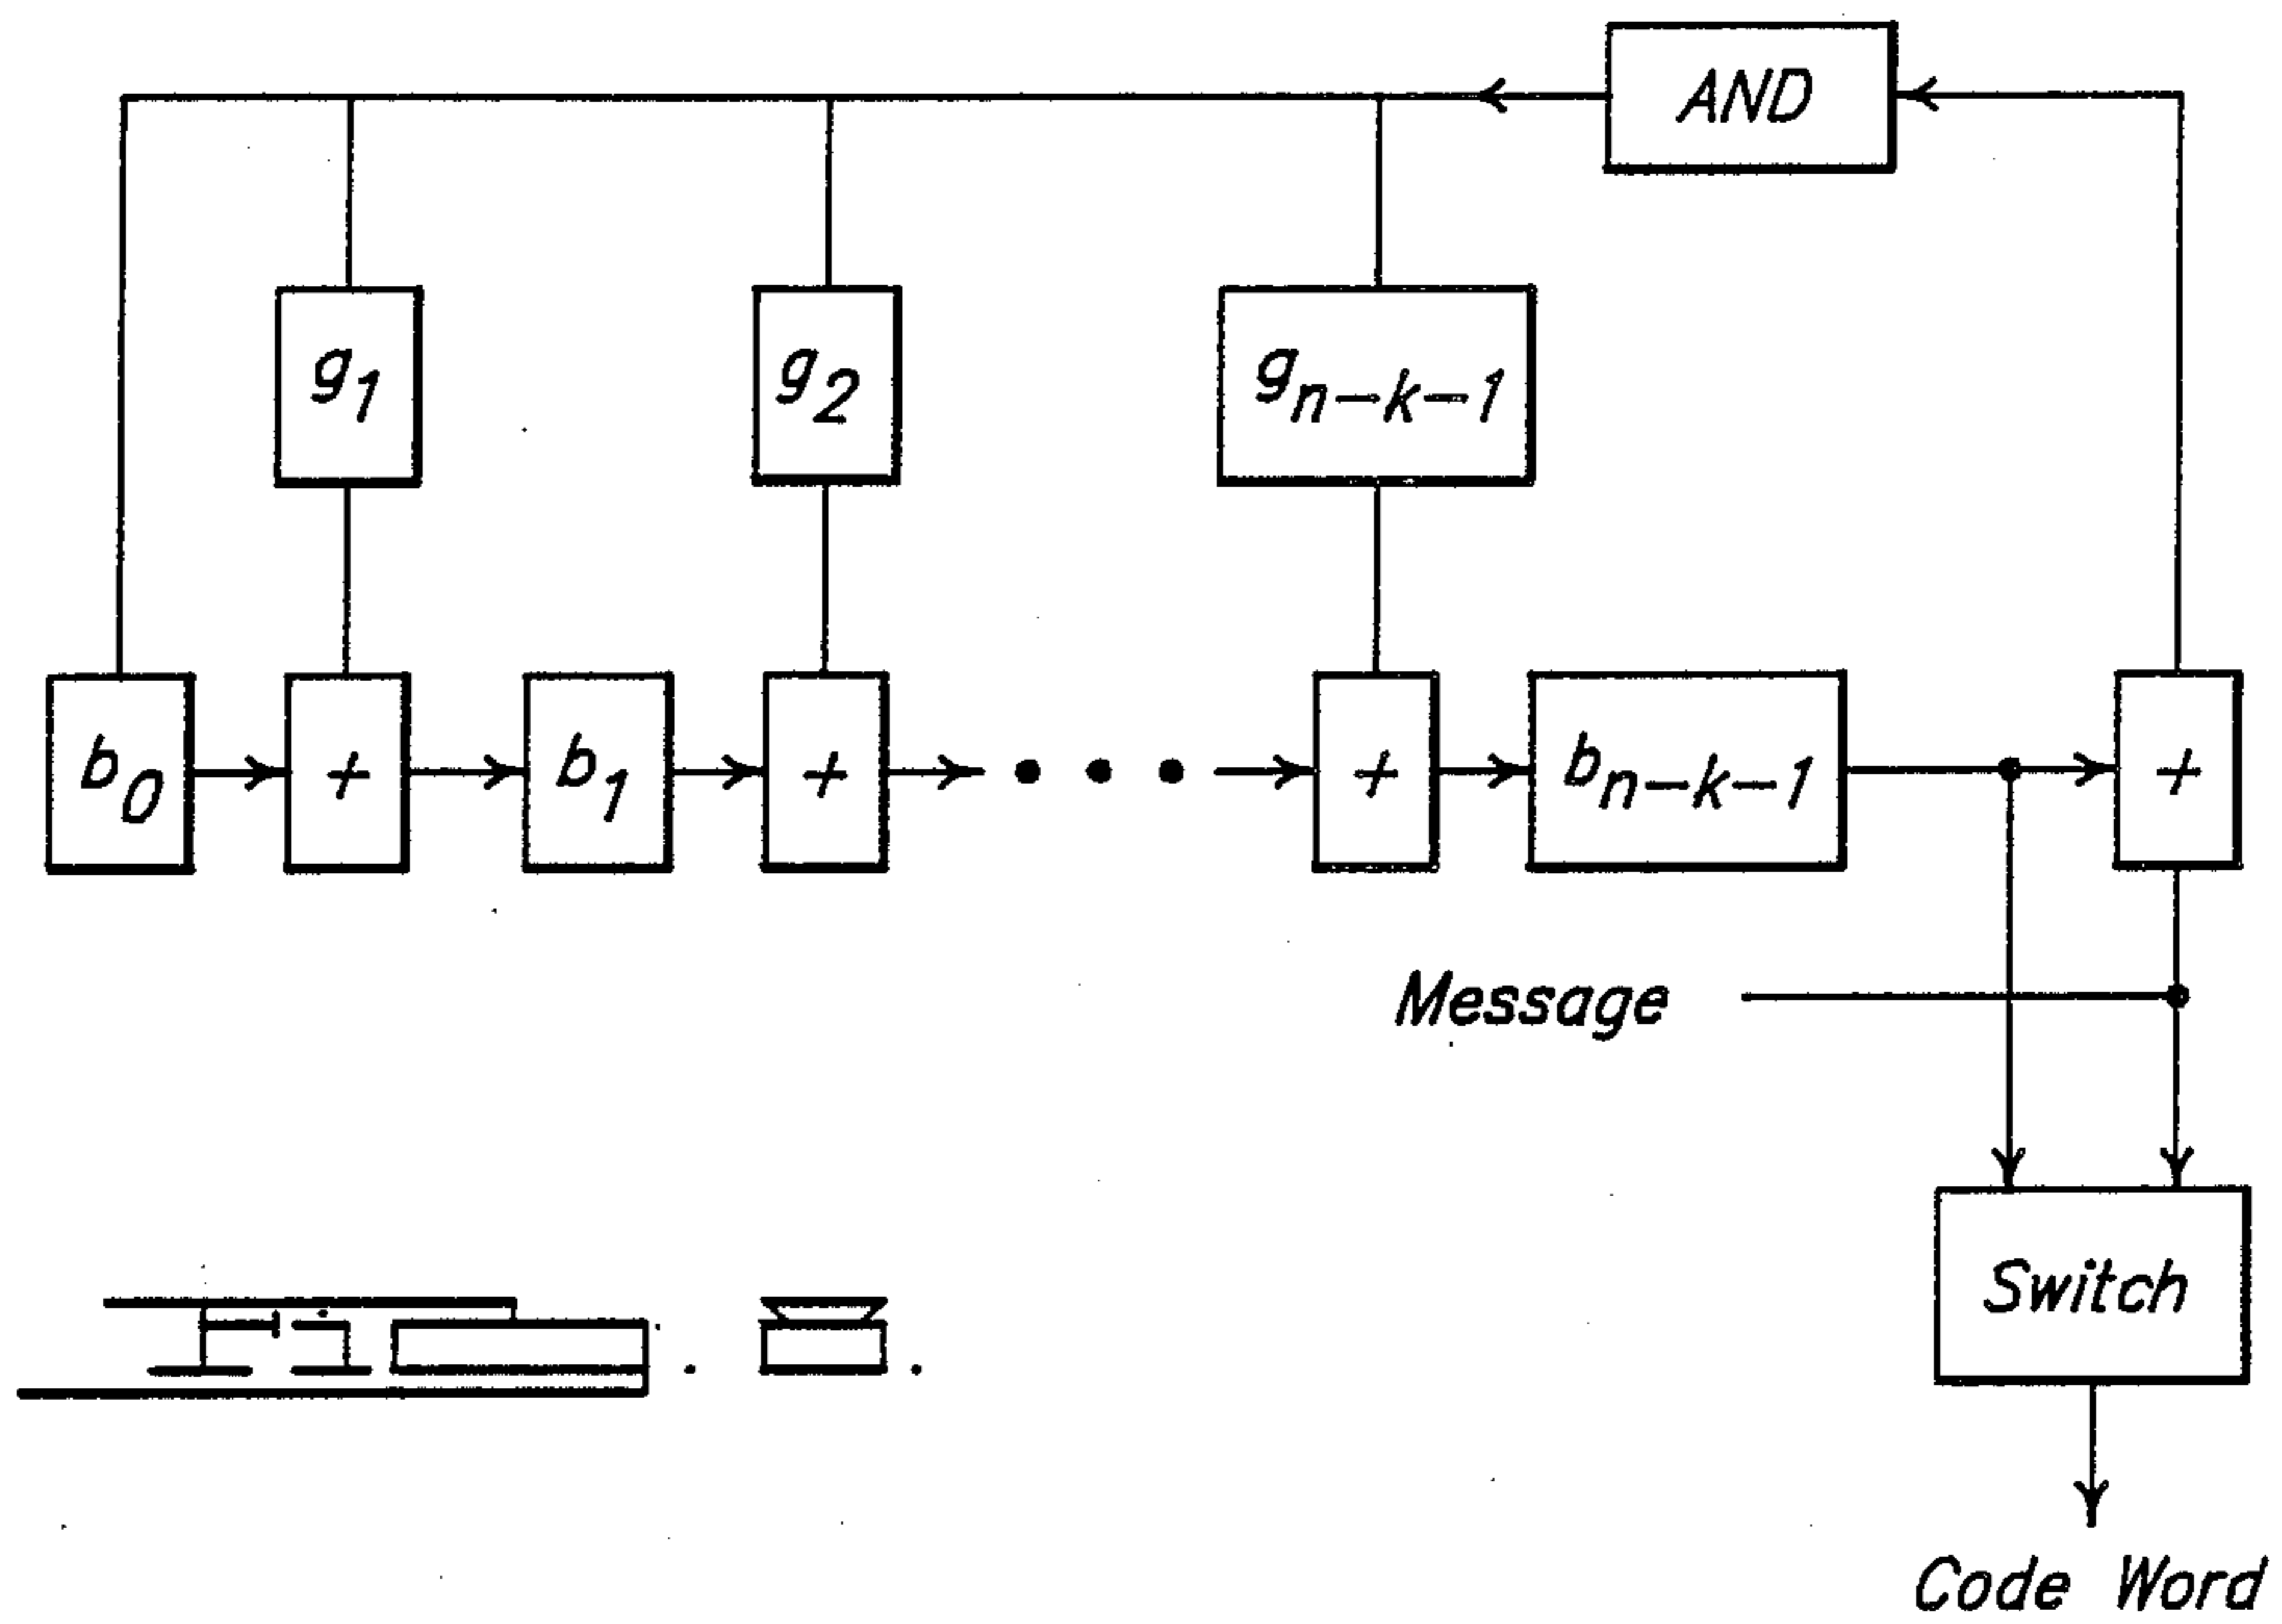 AND
g1
g2
gn-k-1
b0
+
b1
+
+
bn-k-1
+
Message
Switch
Code Word